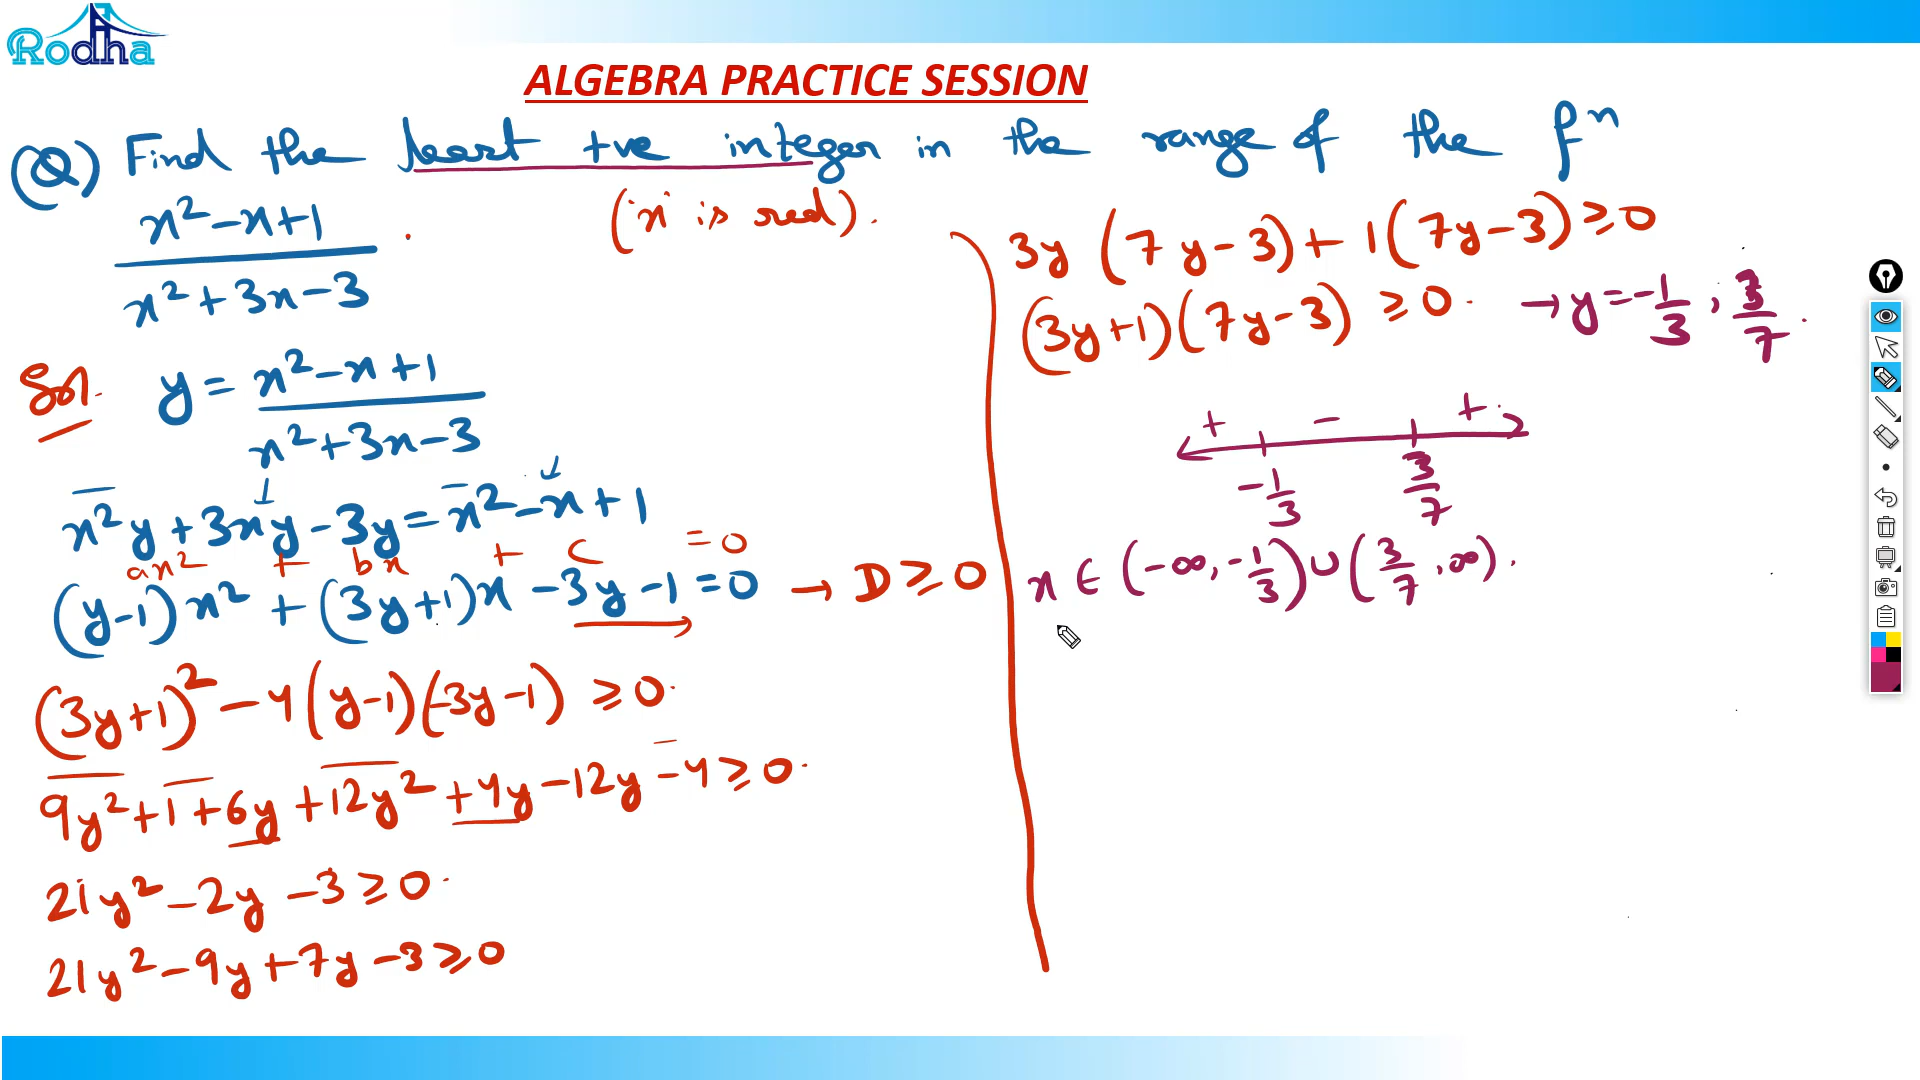 Rodha
ALGEBRA PRACTICE SESSION
(Q) Find the least +ve integer in the range of the fⁿ
x² - x + 1
x² + 3x - 3
.
('x' is real).
Sol.
y = x² - x + 1
x² + 3x - 3
x²y + 3xy - 3y = x² - x + 1
ax² + bx + c = 0
(y-1)x² + (3y+1)x - 3y - 1 = 0 → D ≥ 0
(3y+1)² - 4(y-1)(-3y-1) ≥ 0.
9y² + 1 + 6y + 12y² + 4y - 12y - 4 ≥ 0.
21y² - 2y - 3 ≥ 0.
21y² - 9y + 7y - 3 ≥ 0
3y (7y-3) + 1(7y-3) ≥ 0
(3y+1)(7y-3) ≥ 0. → y = -1/3, 3/7.
+ - +
-1/3 3/7
x ∈ (-∞, -1/3) ∪ (3/7, ∞).